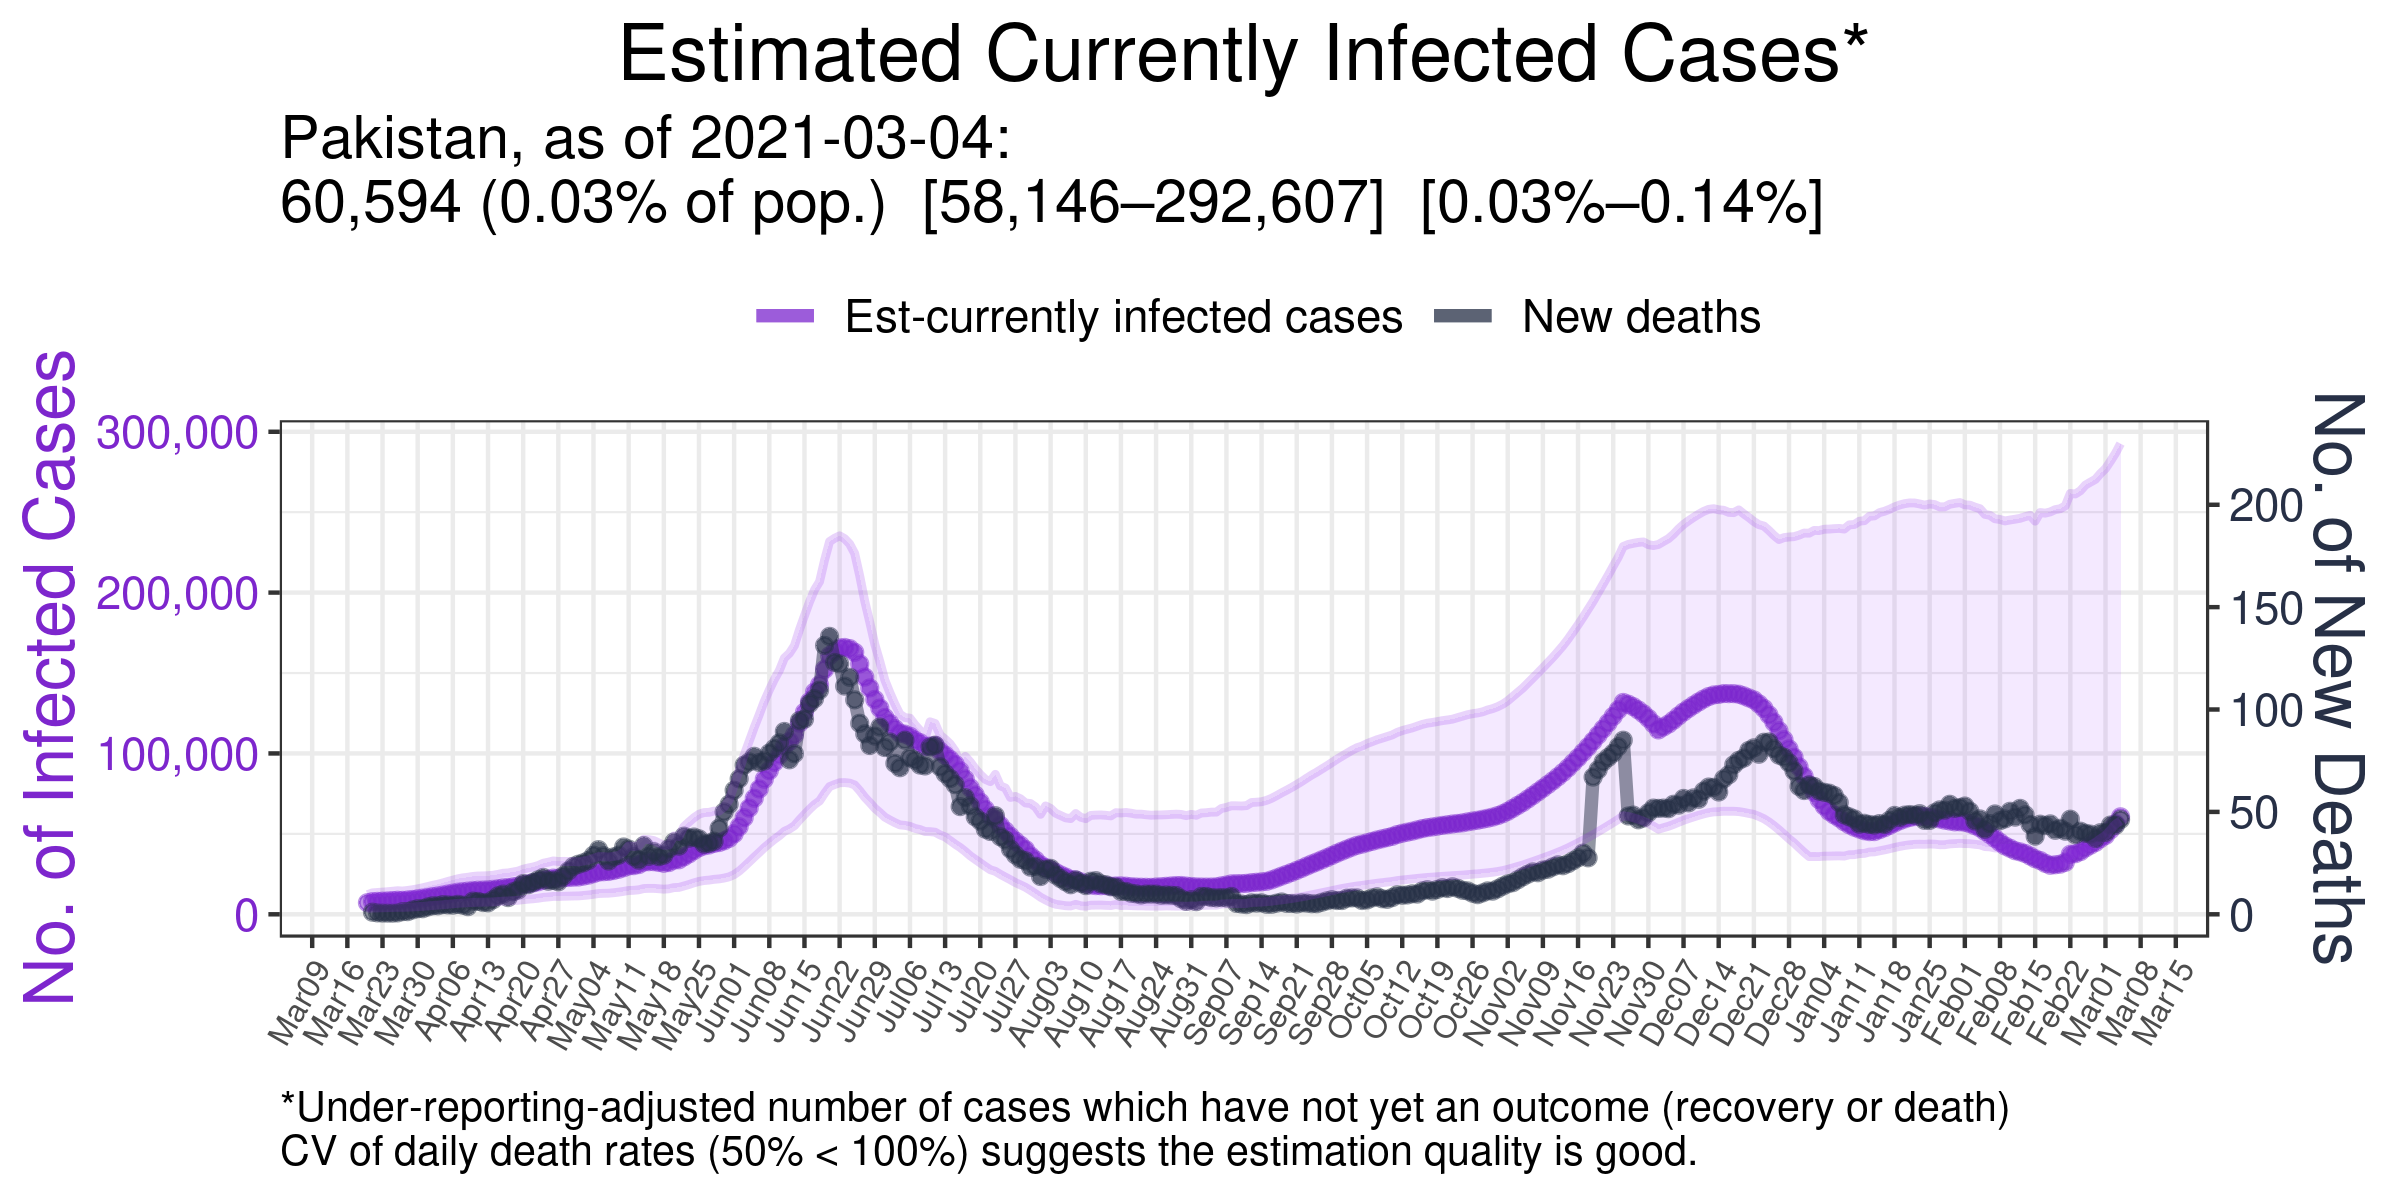 Estimated Currently Infected Cases*
Pakistan, as of 2021-03-04:
60,594 (0.03% of pop.) [58,146–292,607] [0.03%–0.14%]
Est-currently infected cases New deaths
No. of Infected Cases
300,000
200,000
100,000
0
No. of New Deaths
200
150
100
50
0
Mar09 Mar16 Mar23 Mar30 Apr06 Apr13 Apr20 Apr27 May04 May11 May18 May25 Jun01 Jun08 Jun15 Jun22 Jun29 Jul06 Jul13 Jul20 Jul27 Aug03 Aug10 Aug17 Aug24 Aug31 Sep07 Sep14 Sep21 Sep28 Oct05 Oct12 Oct19 Oct26 Nov02 Nov09 Nov16 Nov23 Nov30 Dec07 Dec14 Dec21 Dec28 Jan04 Jan11 Jan18 Jan25 Feb01 Feb08 Feb15 Feb22 Mar01 Mar08 Mar15
*Under-reporting-adjusted number of cases which have not yet an outcome (recovery or death)
CV of daily death rates (50% < 100%) suggests the estimation quality is good.